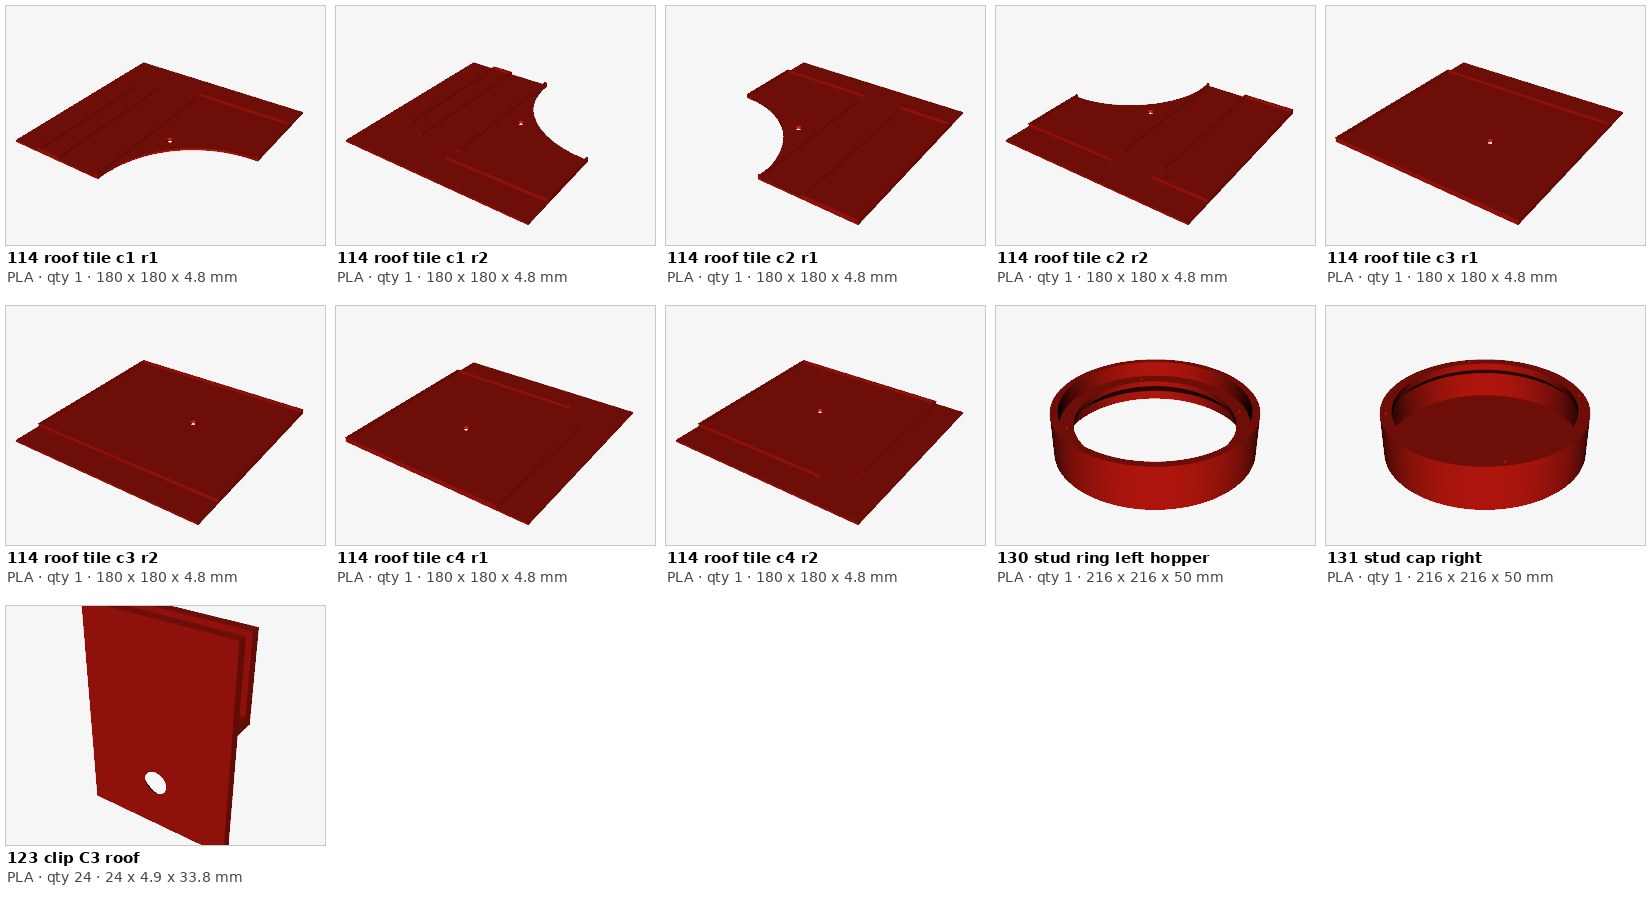 114 roof tile c1 r1
PLA · qty 1 · 180 x 180 x 4.8 mm
114 roof tile c1 r2
PLA · qty 1 · 180 x 180 x 4.8 mm
114 roof tile c2 r1
PLA · qty 1 · 180 x 180 x 4.8 mm
114 roof tile c2 r2
PLA · qty 1 · 180 x 180 x 4.8 mm
114 roof tile c3 r1
PLA · qty 1 · 180 x 180 x 4.8 mm
114 roof tile c3 r2
PLA · qty 1 · 180 x 180 x 4.8 mm
114 roof tile c4 r1
PLA · qty 1 · 180 x 180 x 4.8 mm
114 roof tile c4 r2
PLA · qty 1 · 180 x 180 x 4.8 mm
130 stud ring left hopper
PLA · qty 1 · 216 x 216 x 50 mm
131 stud cap right
PLA · qty 1 · 216 x 216 x 50 mm
123 clip C3 roof
PLA · qty 24 · 24 x 4.9 x 33.8 mm